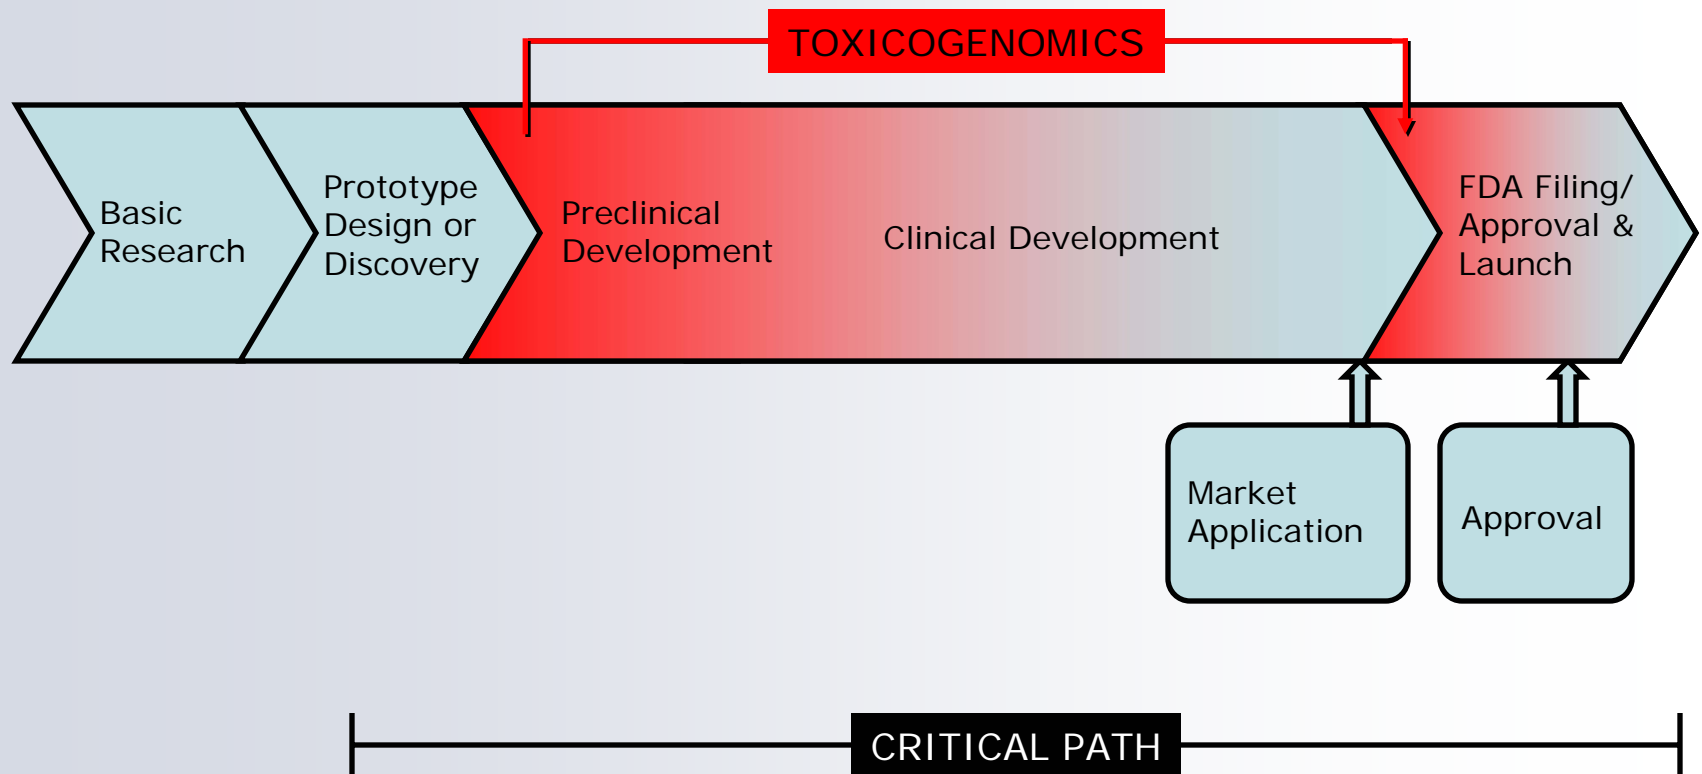 TOXICOGENOMICS
Basic
Research
Prototype
Design or
Discovery
Preclinical
Development
Clinical Development
FDA Filing/
Approval &
Launch
Market
Application
Approval
CRITICAL PATH